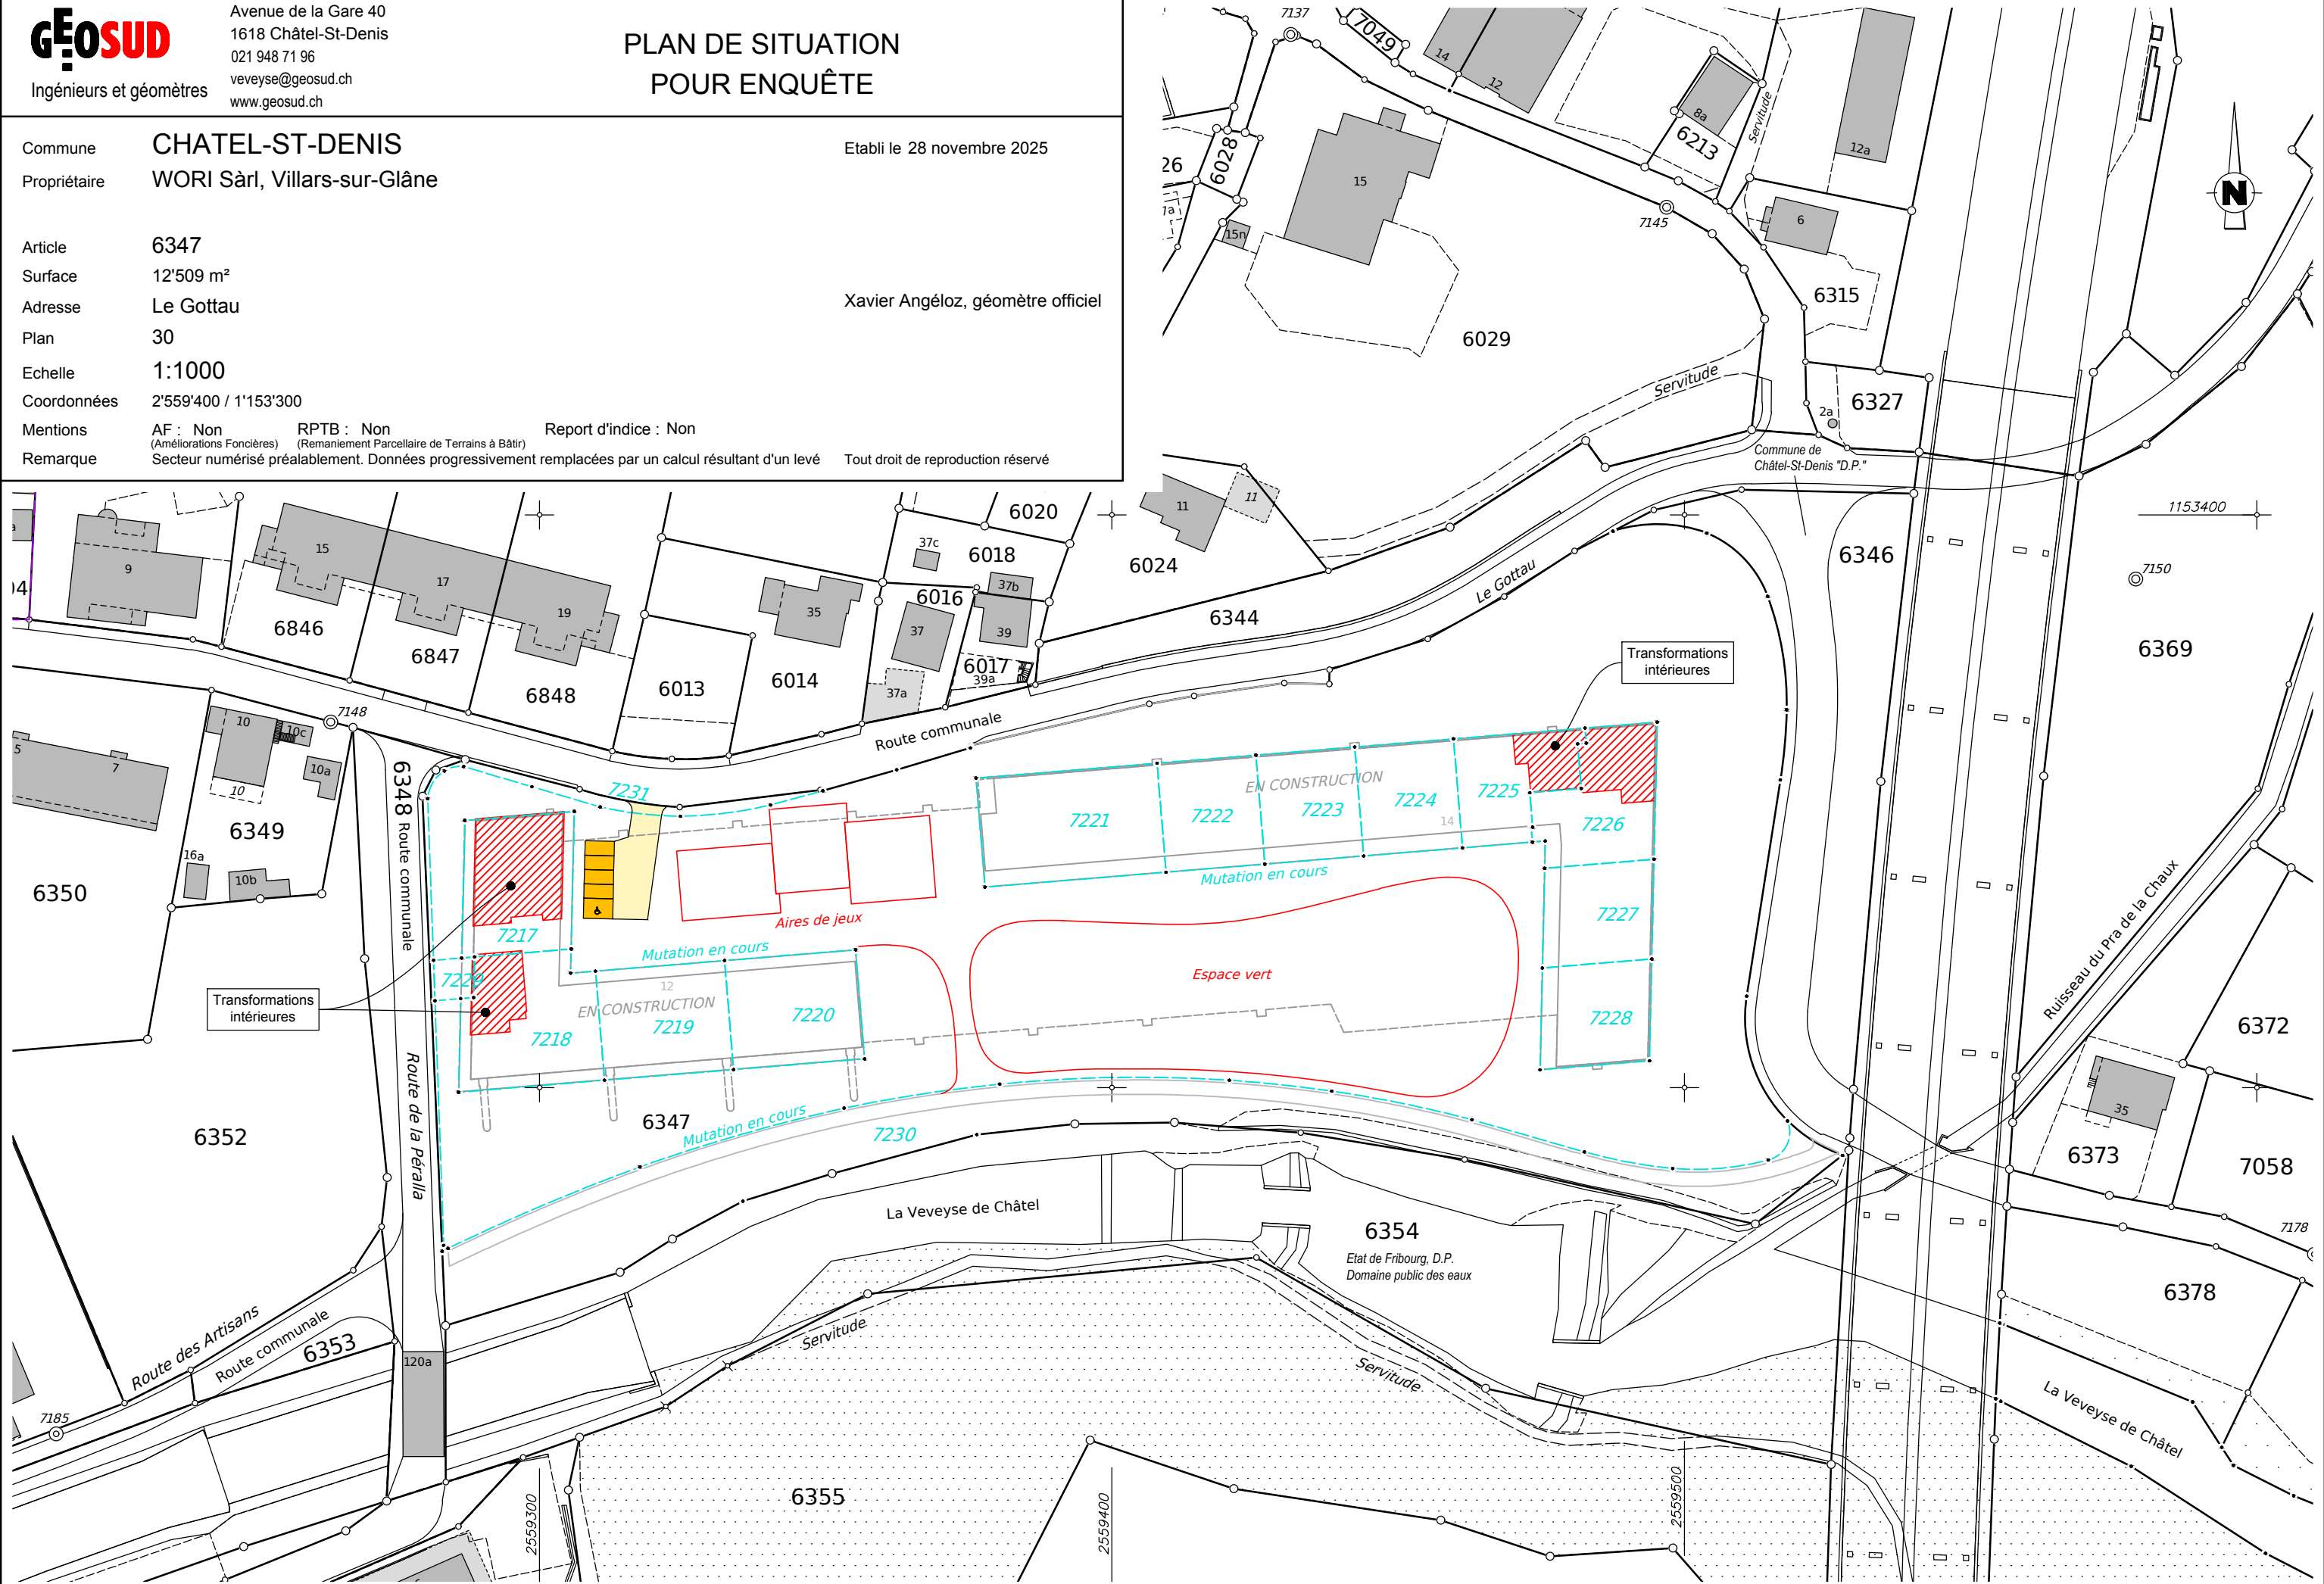 GEOSUD
Ingénieurs et géomètres
Avenue de la Gare 40
1618 Châtel-St-Denis
021 948 71 96
veveyse@geosud.ch
www.geosud.ch
PLAN DE SITUATION
POUR ENQUÊTE
Commune CHATEL-ST-DENIS Etabli le 28 novembre 2025
Propriétaire WORI Sàrl, Villars-sur-Glâne
Article 6347
Surface 12'509 m²
Adresse Le Gottau Xavier Angéloz, géomètre officiel
Plan 30
Echelle 1:1000
Coordonnées 2'559'400 / 1'153'300
Mentions AF : Non RPTB : Non Report d'indice : Non
(Améliorations Foncières) (Remaniement Parcellaire de Terrains à Bâtir)
Remarque Secteur numérisé préalablement. Données progressivement remplacées par un calcul résultant d'un levé Tout droit de reproduction réservé
7137
7049
14
12
8a
6213
Servitude
12a
6028
26
15
7a
15n
7145
6
N
6315
6029
Servitude
2a
6327
Commune de
Châtel-St-Denis "D.P."
1153400
11
11
6020
37c
6018
6024
6346
7150
9
15
17
19
35
6016
37b
37
39
Le Gottau
6344
04
6846
6847
6848
6013
6014
6017
37a
39a
6369
Transformations
intérieures
7148
Route communale
10
10c
10a
10
5
7
6348
Route communale
7231
EN CONSTRUCTION
7221
7222
7223
7224
7225
14
7226
6349
16a
10b
6350
Mutation en cours
Aires de jeux
7217
7227
Mutation en cours
Espace vert
Ruisseau du Pra de la Chaux
7229
12
EN CONSTRUCTION
Transformations
intérieures
7218
7219
7220
7228
6372
Route de la Péralla
6352
6347
Mutation en cours
7230
35
6373
7058
La Veveyse de Châtel
6354
Etat de Fribourg, D.P.
Domaine public des eaux
7178
6378
Route des Artisans
Route communale
6353
Servitude
120a
Servitude
La Veveyse de Châtel
7185
6355
2559300
2559400
2559500